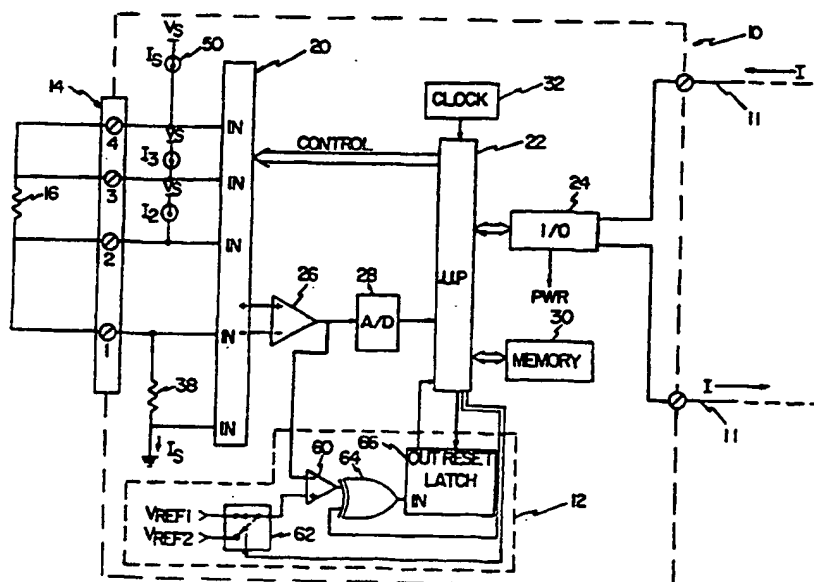 VS
IS
50
20
10
I
14
32
CLOCK
11
4
IN
VS
22
CONTROL
I3
3
IN
VS
24
16
I2
I/O
2
IN
26
28
μP
PWR
30
A/D
MEMORY
IN
1
38
I
11
IN
66
IS
60
64
OUT RESET
LATCH
VREF1
IN
12
VREF2
62